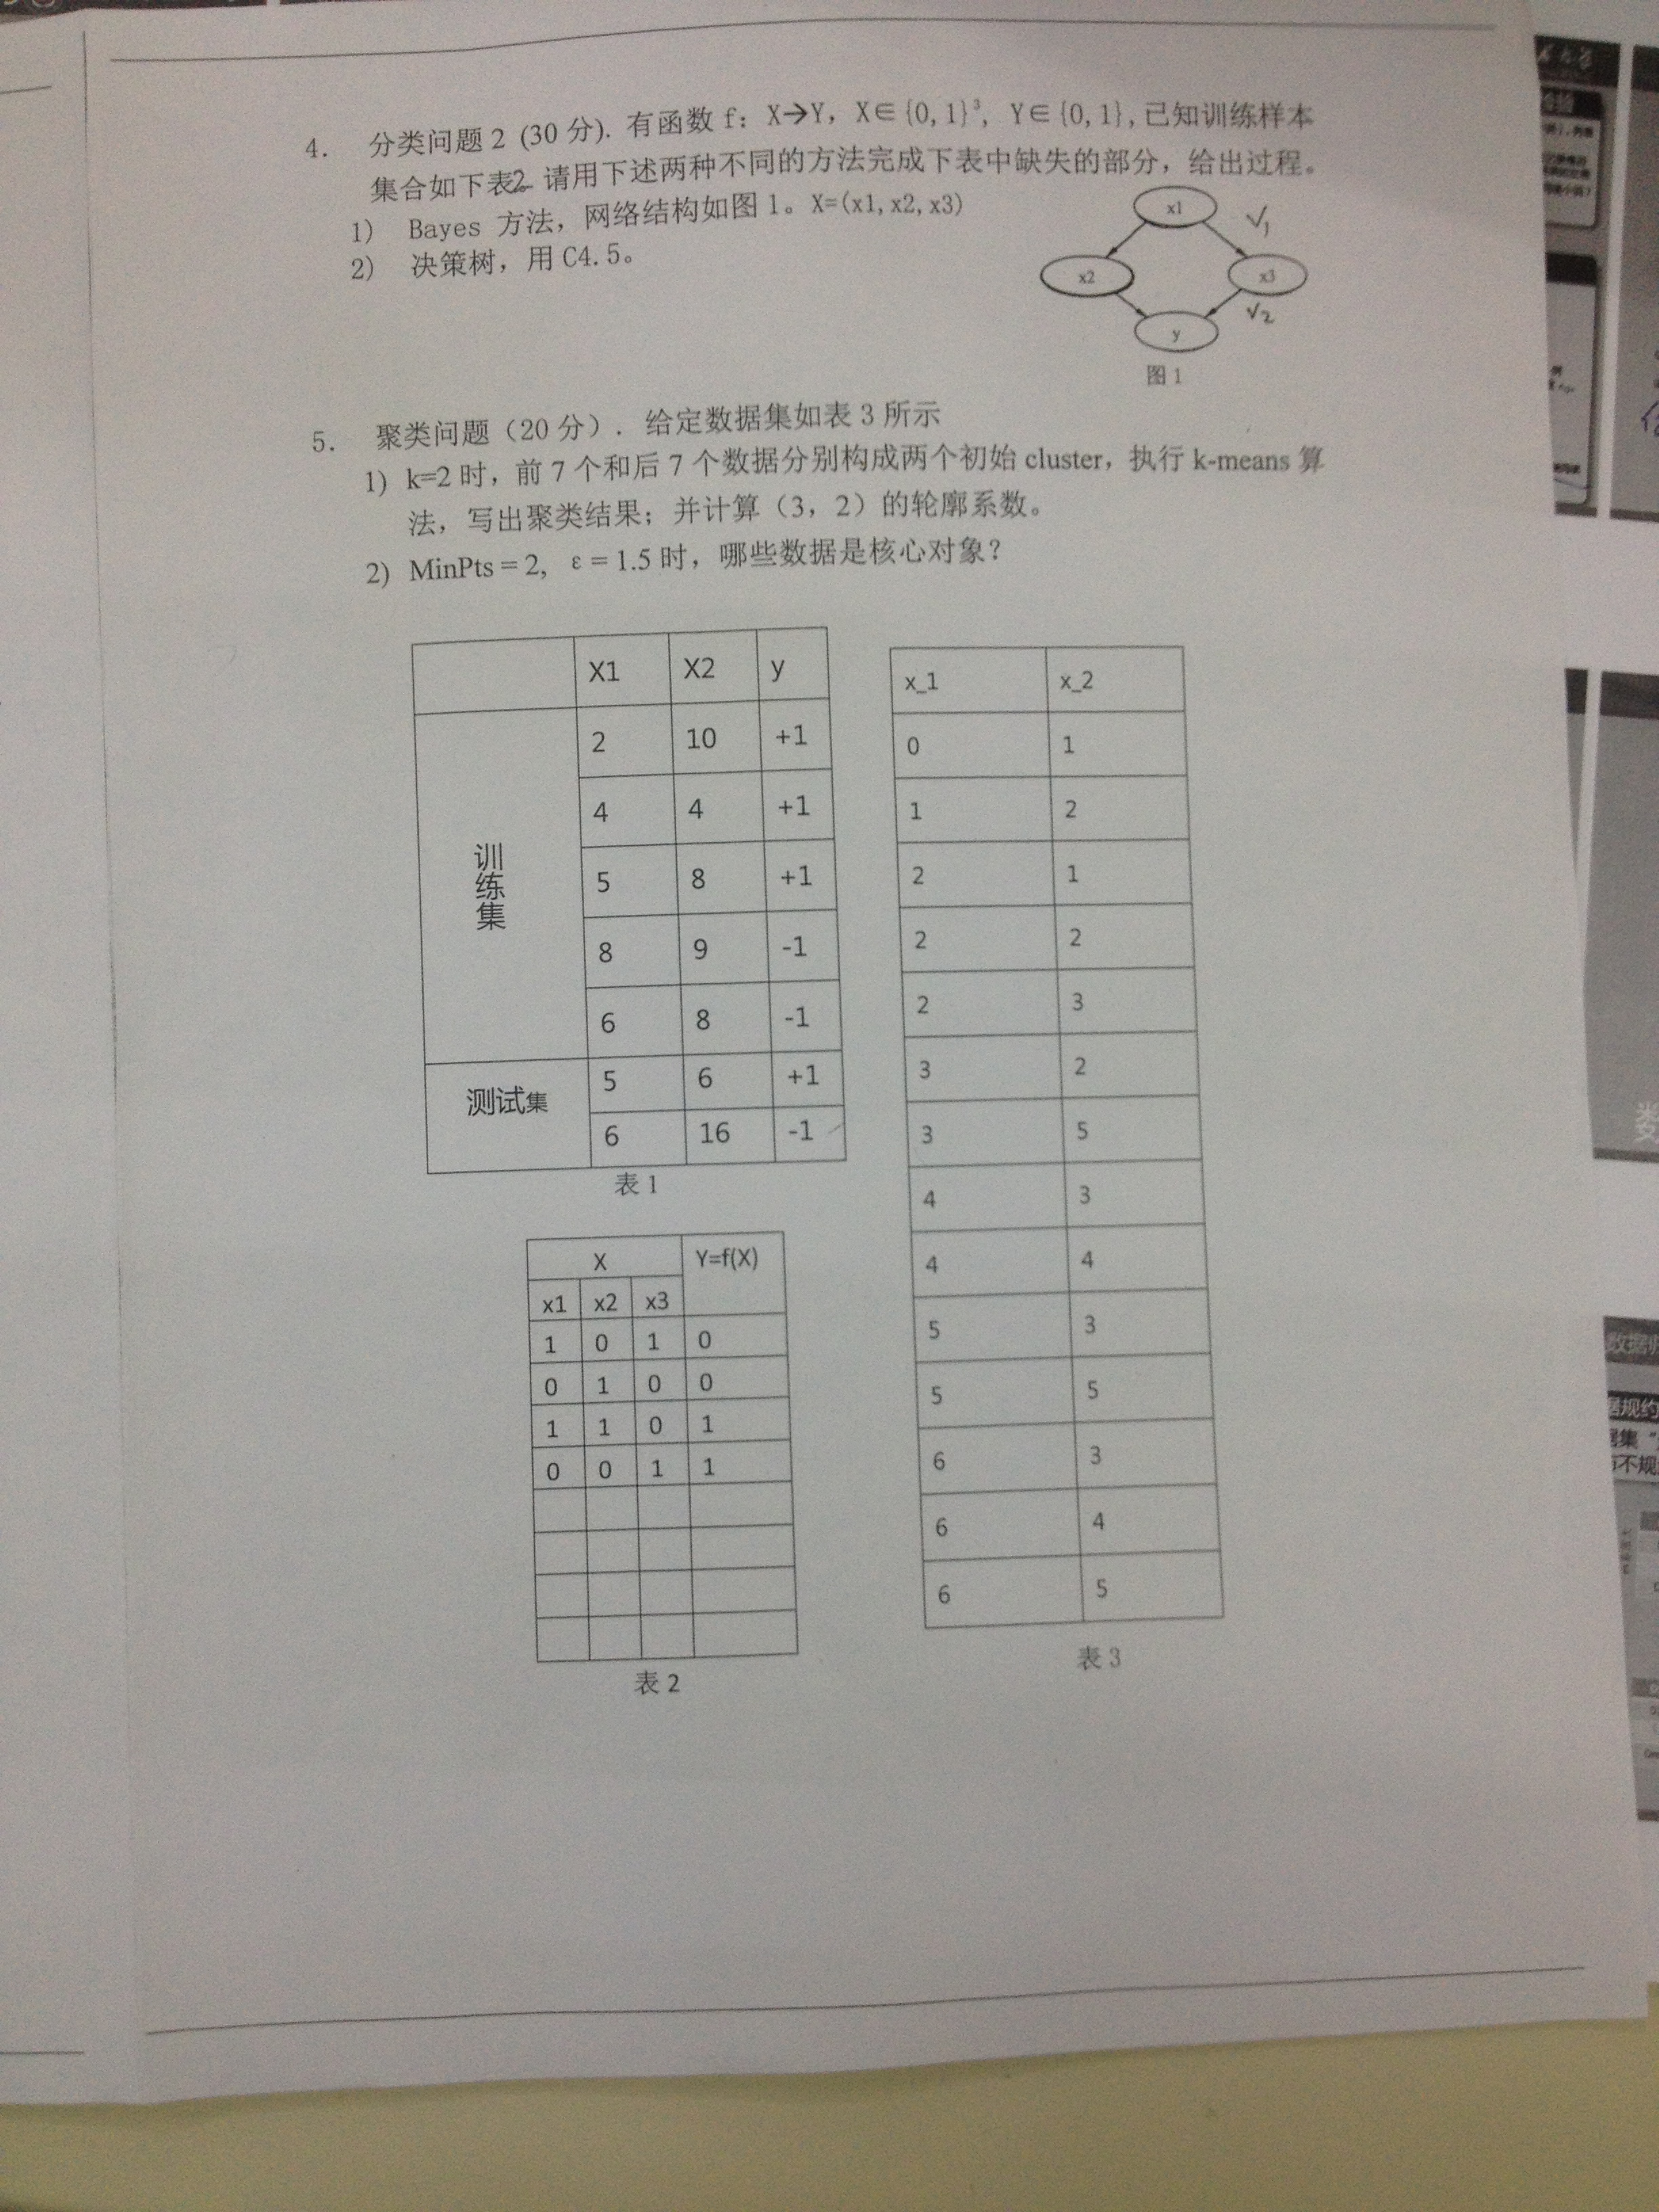 4. 分类问题 2 (30 分). 有函数 f: X→Y, X∈{0,1}³, Y∈{0,1},已知训练样本
集合如下表2。请用下述两种不同的方法完成下表中缺失的部分，给出过程。
1) Bayes 方法，网络结构如图 1。X=(x1,x2,x3)
2) 决策树，用 C4.5。
x1
√1
x2
x3
√2
y
图 1
5. 聚类问题（20 分）. 给定数据集如表 3 所示
1) k=2 时，前 7 个和后 7 个数据分别构成两个初始 cluster，执行 k-means 算
法，写出聚类结果；并计算（3，2）的轮廓系数。
2) MinPts = 2, ε = 1.5 时，哪些数据是核心对象？
X1 X2 y
训练集
2 10 +1
4 4 +1
5 8 +1
8 9 -1
6 8 -1
测试集
5 6 +1
6 16 -1
表 1
X Y=f(X)
x1 x2 x3
1 0 1 0
0 1 0 0
1 1 0 1
0 0 1 1
表 2
x_1 x_2
0 1
1 2
2 1
2 2
2 3
3 2
3 5
4 3
4 4
5 3
5 5
6 3
6 4
6 5
表 3